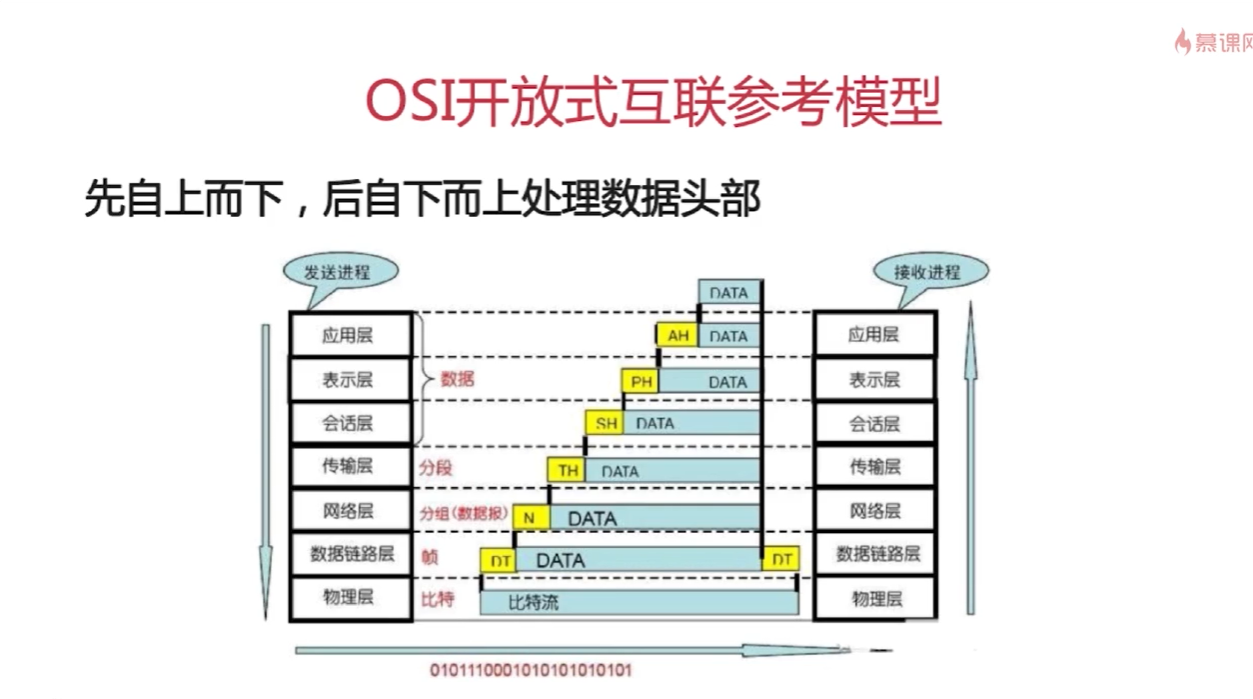 慕课网
OSI开放式互联参考模型
先自上而下，后自下而上处理数据头部
发送进程
接收进程
DATA
应用层
AH
DATA
应用层
表示层
数据
PH
DATA
表示层
会话层
SH
DATA
会话层
传输层
分段
TH
DATA
传输层
网络层
分组(数据报)
N
DATA
网络层
数据链路层
帧
DT
DATA
DT
数据链路层
物理层
比特
比特流
物理层
0101110001010101010101